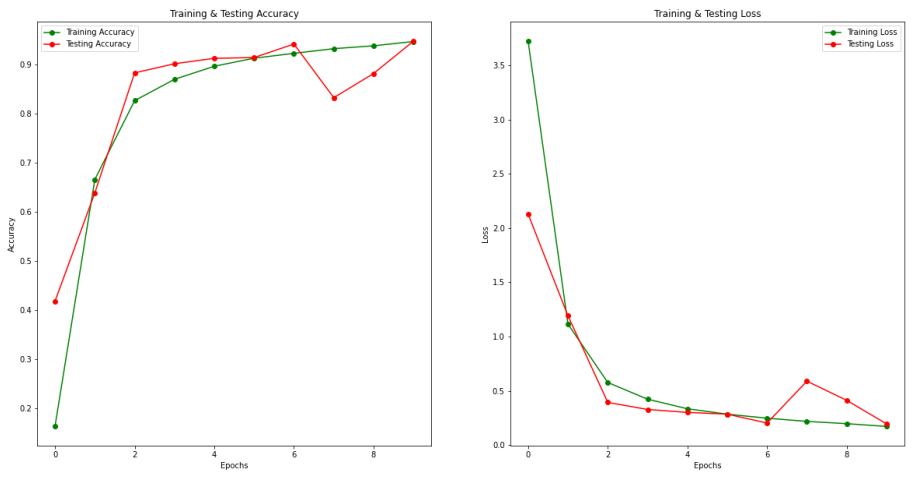 Training & Testing Accuracy
Training Accuracy
Testing Accuracy
0.9
0.8
0.7
0.6
0.5
0.4
0.3
0.2
Accuracy
0 2 4 6 8
Epochs
Training & Testing Loss
Training Loss
Testing Loss
3.5
3.0
2.5
2.0
1.5
1.0
0.5
0.0
Loss
0 2 4 6 8
Epochs